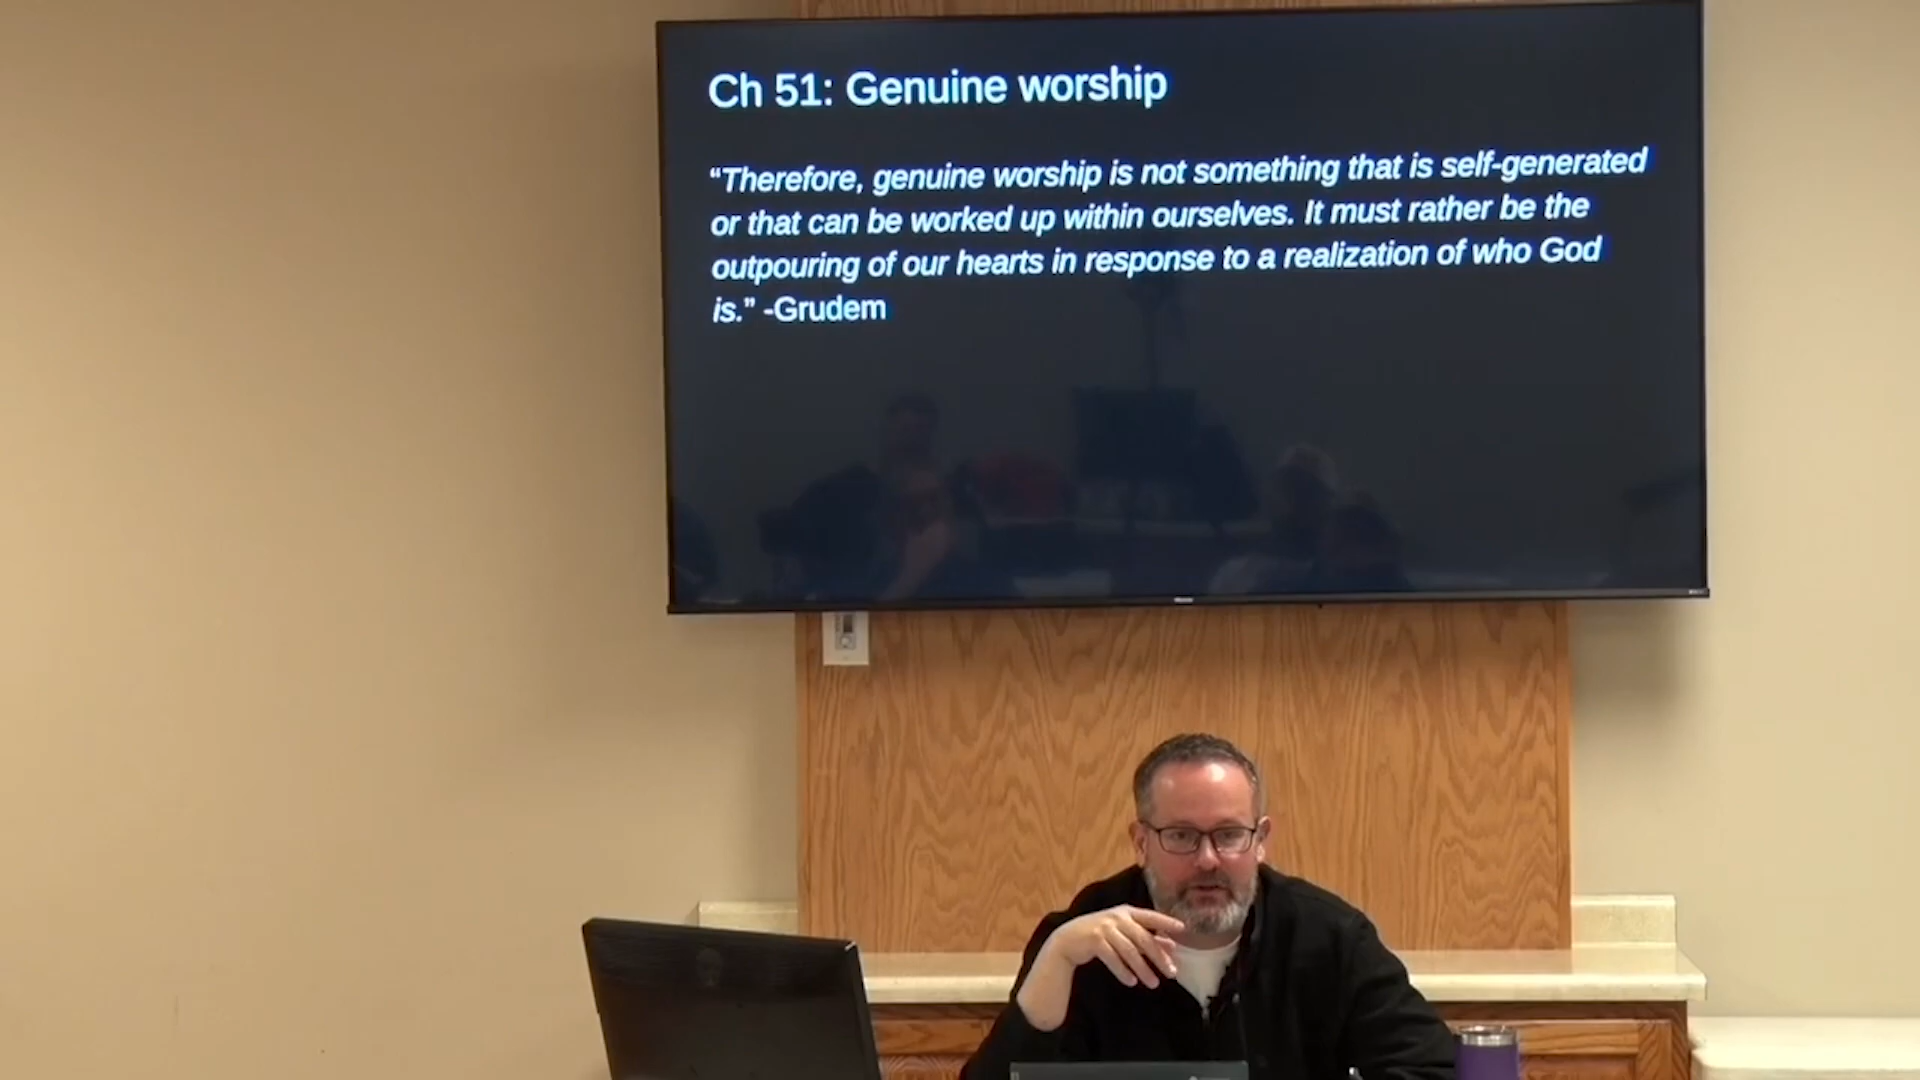 Ch 51: Genuine worship
“Therefore, genuine worship is not something that is self-generated
or that can be worked up within ourselves. It must rather be the
outpouring of our hearts in response to a realization of who God
is.” -Grudem